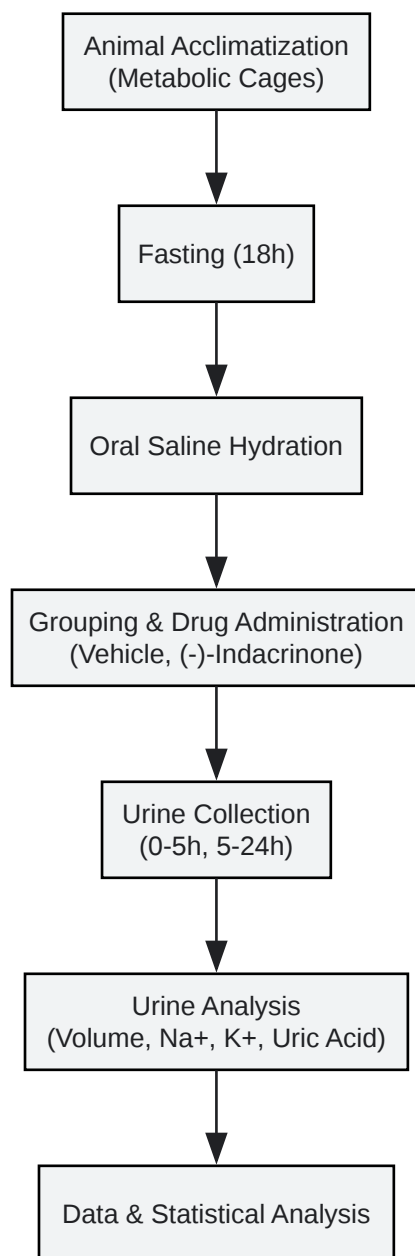 Animal Acclimatization
(Metabolic Cages)
Fasting (18h)
Oral Saline Hydration
Grouping & Drug Administration
(Vehicle, (-)-Indacrinone)
Urine Collection
(0-5h, 5-24h)
Urine Analysis
(Volume, Na+, K+, Uric Acid)
Data & Statistical Analysis